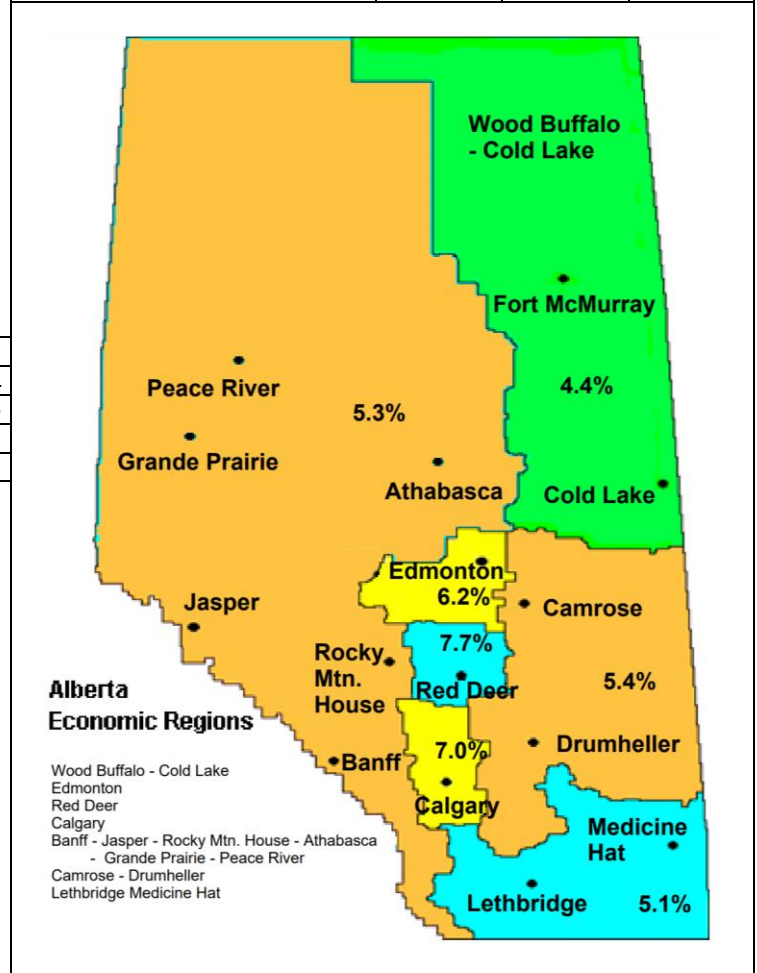 Wood Buffalo
- Cold Lake
Fort McMurray
Peace River
4.4%
5.3%
Grande Prairie
Athabasca
Cold Lake
Edmonton
6.2%
Jasper
Camrose
7.7%
Rocky
Mtn.
House
Red Deer
5.4%
Alberta
Economic Regions
Banff
7.0%
Drumheller
Calgary
Wood Buffalo - Cold Lake
Edmonton
Red Deer
Calgary
Banff - Jasper - Rocky Mtn. House - Athabasca
- Grande Prairie - Peace River
Camrose - Drumheller
Lethbridge Medicine Hat
Medicine
Hat
Lethbridge
5.1%